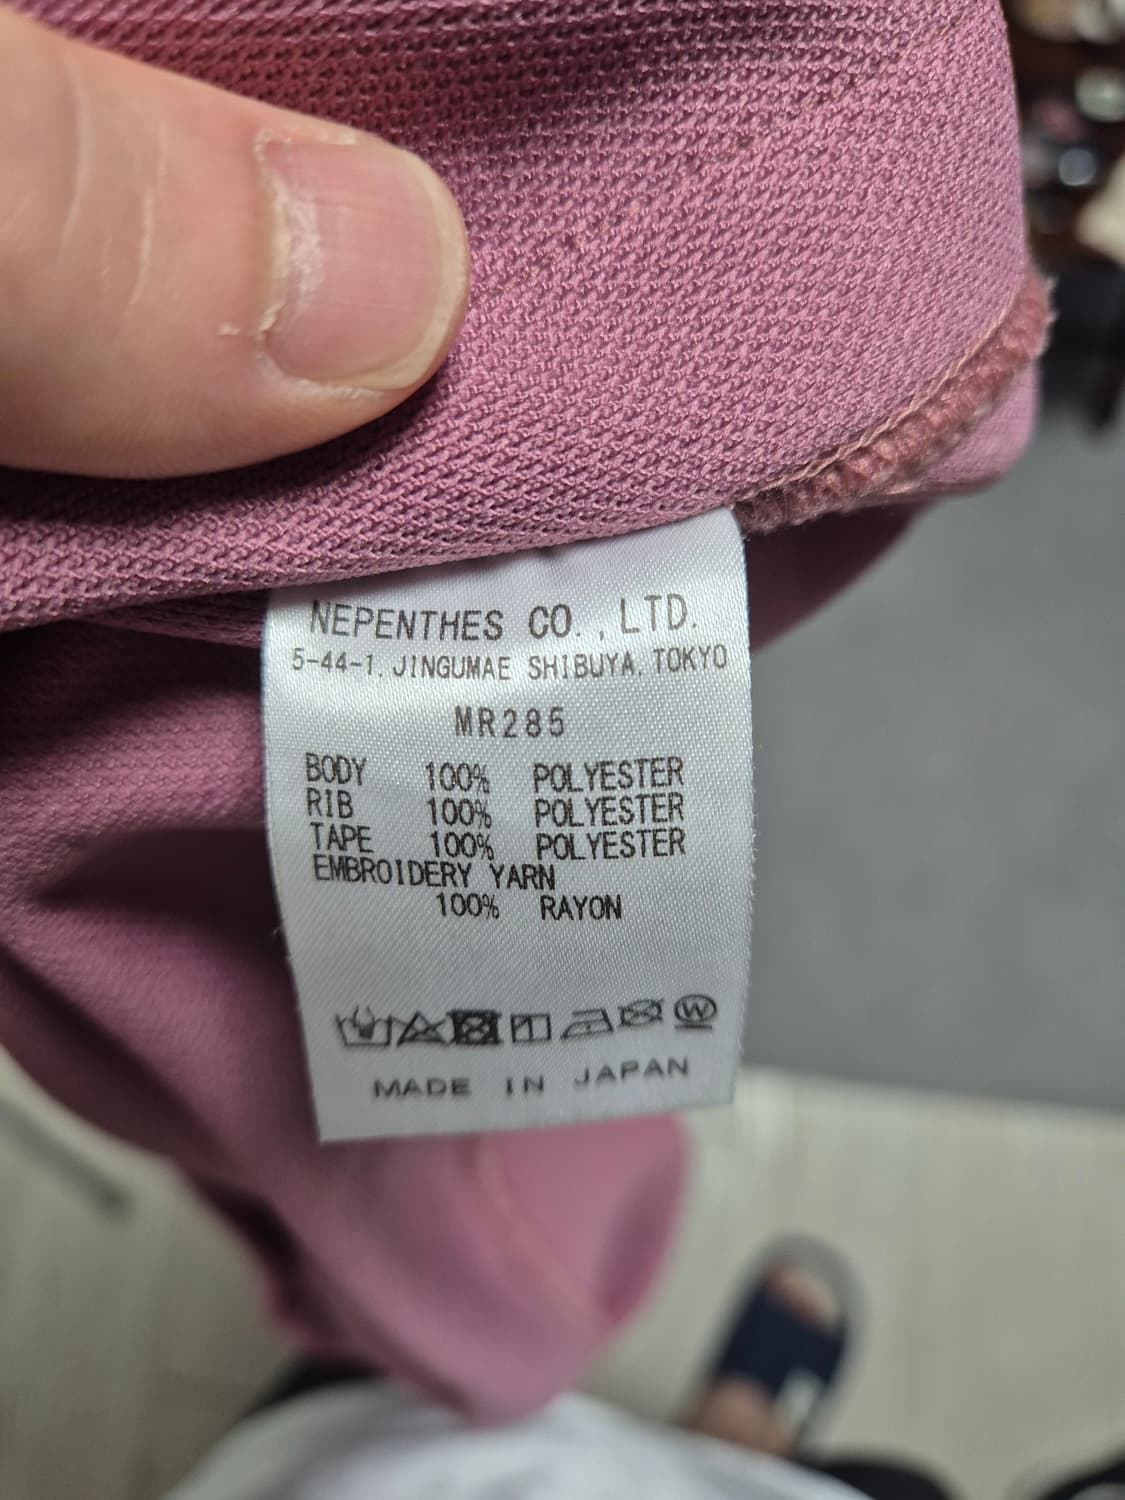 NEPENTHES CO., LTD.
5-44-1, JINGUMAE SHIBUYA, TOKYO
MR285
BODY 100% POLYESTER
RIB 100% POLYESTER
TAPE 100% POLYESTER
EMBROIDERY YARN
100% RAYON
W
MADE IN JAPAN